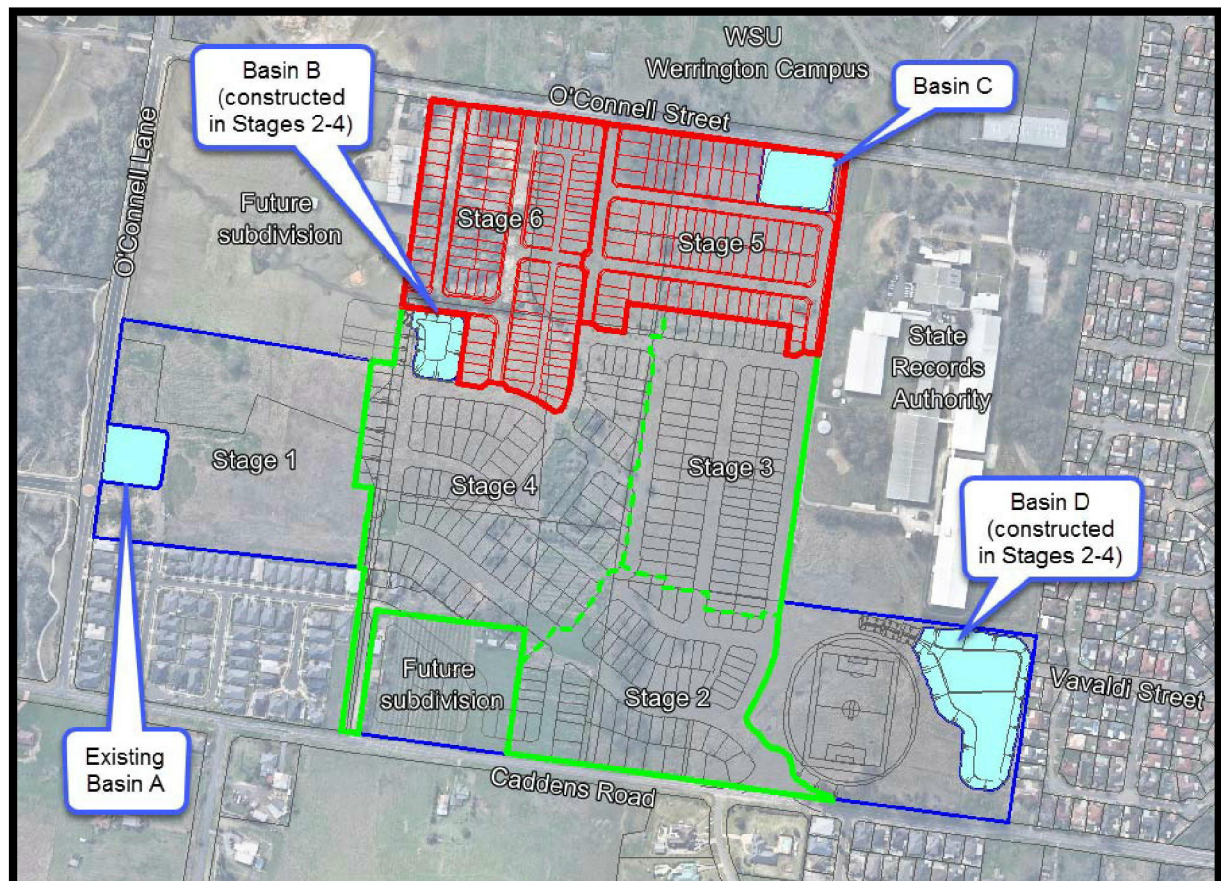 WSU
Werrington Campus
Basin B
(constructed
in Stages 2-4)
O'Connell Street
Basin C
O'Connell Lane
Future
subdivision
Stage 6
Stage 5
State
Records
Authority
Stage 1
Stage 4
Stage 3
Basin D
(constructed
in Stages 2-4)
Future
subdivision
Stage 2
Vavaldi Street
Existing
Basin A
Caddens Road